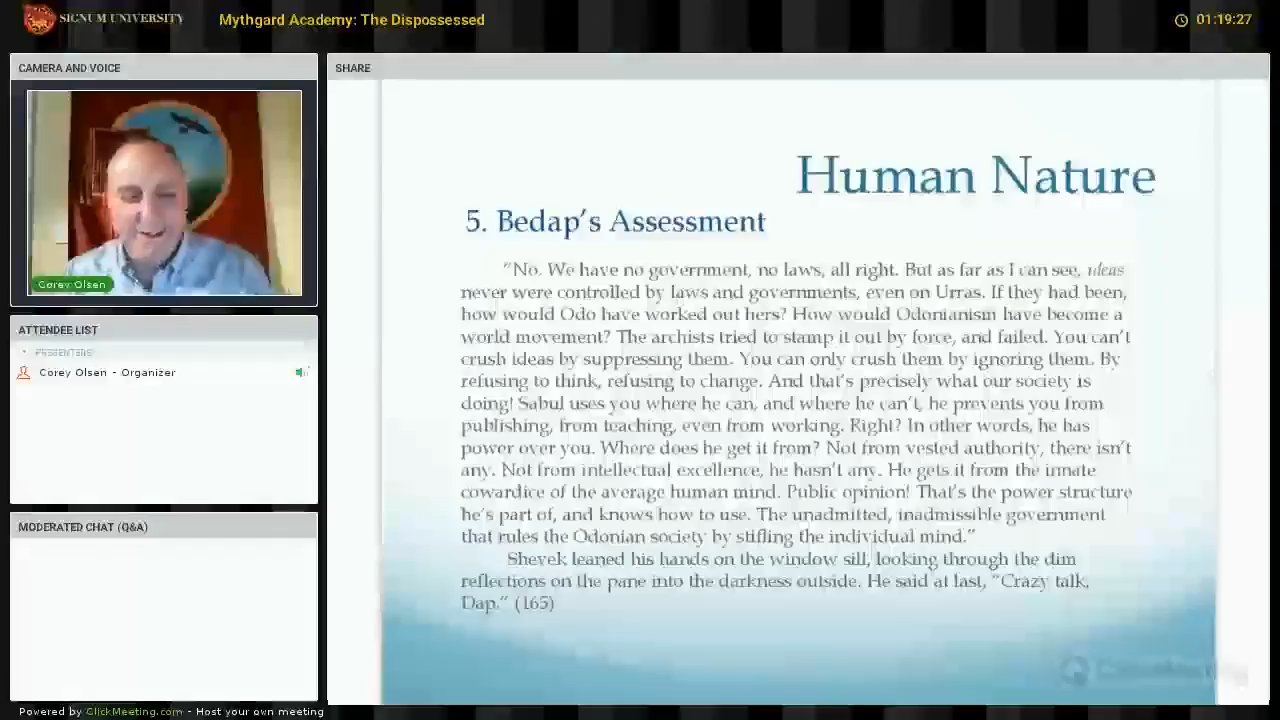 SIGNUM UNIVERSITY
Mythgard Academy: The Dispossessed
01:19:27
CAMERA AND VOICE
Corey Olsen
ATTENDEE LIST
PRESENTERS
Corey Olsen - Organizer
MODERATED CHAT (Q&A)
Powered by ClickMeeting.com - Host your own meeting
SHARE
Human Nature
5. Bedap's Assessment
"No. We have no government, no laws, all right. But as far as I can see, ideas
never were controlled by laws and governments, even on Urras. If they had been,
how would Odo have worked out hers? How would Odonianism have become a
world movement? The archists tried to stamp it out by force, and failed. You can't
crush ideas by suppressing them. You can only crush them by ignoring them. By
refusing to think, refusing to change. And that's precisely what our society is
doing! Sabul uses you where he can, and where he can't, he prevents you from
publishing, from teaching, even from working. Right? In other words, he has
power over you. Where does he get it from? Not from vested authority, there isn't
any. Not from intellectual excellence, he hasn't any. He gets it from the innate
cowardice of the average human mind. Public opinion! That's the power structure
he's part of, and knows how to use. The unadmitted, inadmissible government
that rules the Odonian society by stifling the individual mind."
Shevek leaned his hands on the window sill, looking through the dim
reflections on the pane into the darkness outside. He said at last, "Crazy talk,
Dap." (165)
ClickMeeting